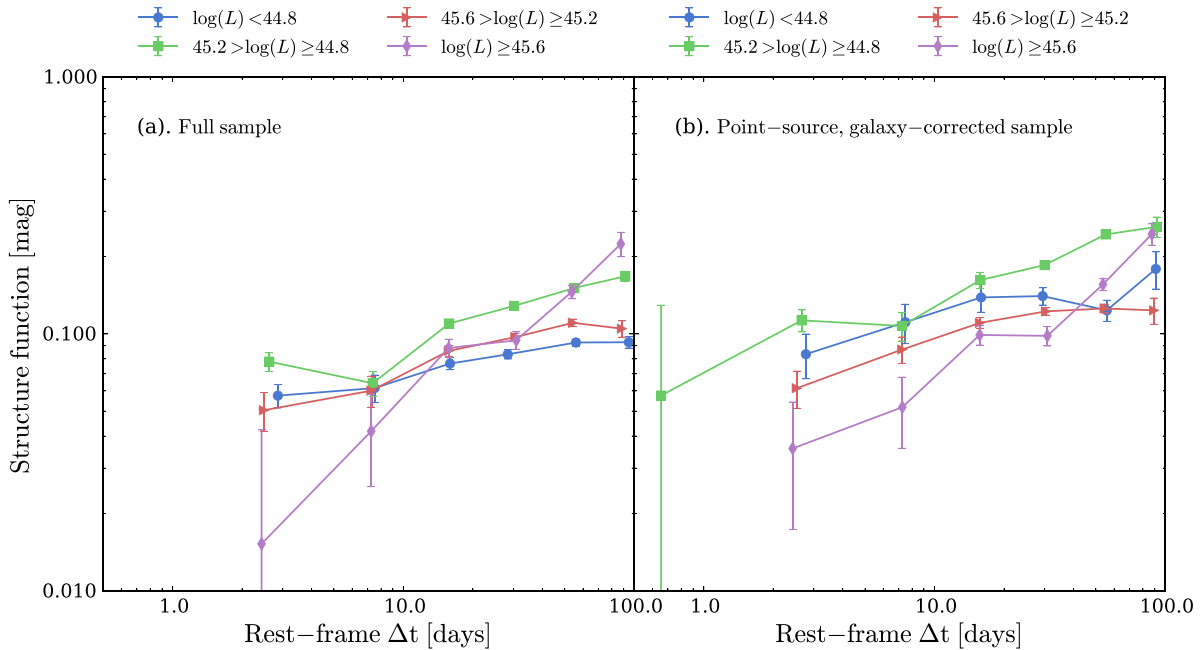 log(L) <44.8
45.2 >log(L) ≥44.8
45.6 >log(L) ≥45.2
log(L) ≥45.6
log(L) <44.8
45.2 >log(L) ≥44.8
45.6 >log(L) ≥45.2
log(L) ≥45.6
(a). Full sample
(b). Point−source, galaxy−corrected sample
Structure function [mag]
1.000
0.100
0.010
1.0
10.0
100.0
1.0
10.0
100.0
Rest−frame Δt [days]
Rest−frame Δt [days]